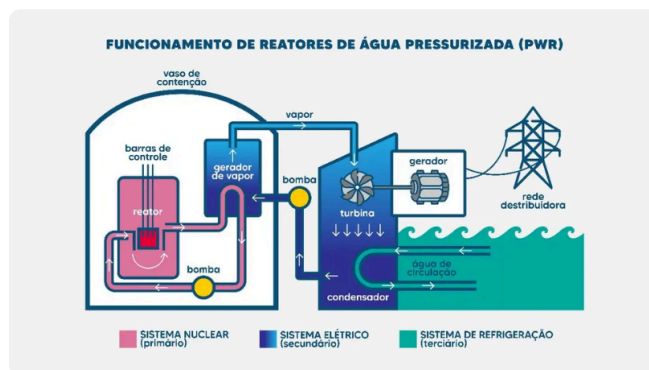 FUNCIONAMENTO DE REATORES DE ÁGUA PRESSURIZADA (PWR)
vaso de
contenção
vapor
barras de
controle
gerador
de vapor
bomba
gerador
reator
turbina
rede
destribuidora
bomba
água de
circulação
condensador
SISTEMA NUCLEAR
(primário)
SISTEMA ELÉTRICO
(secundário)
SISTEMA DE REFRIGERAÇÃO
(terciário)